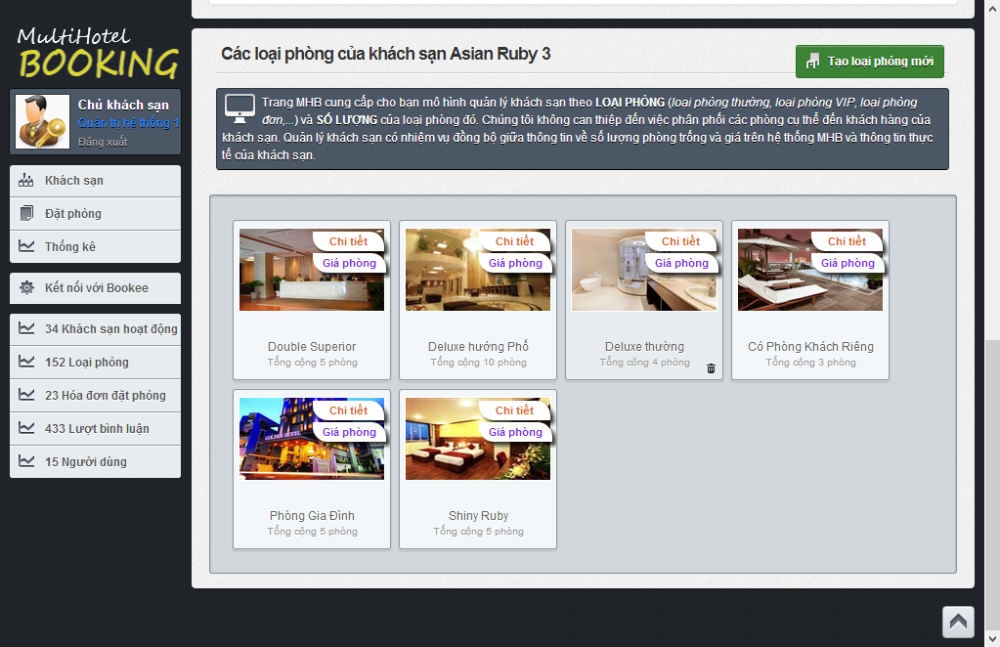 MultiHotel
BOOKING
Chủ khách sạn
Quản trị hệ thống 1
Đăng xuất
Khách sạn
Đặt phòng
Thống kê
Kết nối với Bookee
34 Khách sạn hoạt động
152 Loại phòng
23 Hóa đơn đặt phòng
433 Lượt bình luận
15 Người dùng
Các loại phòng của khách sạn Asian Ruby 3
Tạo loại phòng mới
Trang MHB cung cấp cho bạn mô hình quản lý khách sạn theo LOẠI PHÒNG (loại phòng thường, loại phòng VIP, loại phòng
đơn,...) và SỐ LƯỢNG của loại phòng đó. Chúng tôi không can thiệp đến việc phân phối các phòng cụ thể đến khách hàng của
khách sạn. Quản lý khách sạn có nhiệm vụ đồng bộ giữa thông tin về số lượng phòng trống và giá trên hệ thống MHB và thông tin thực
tế của khách sạn.
Chi tiết
Giá phòng
Double Superior
Tổng cộng 5 phòng
Chi tiết
Giá phòng
Deluxe hướng Phố
Tổng cộng 10 phòng
Chi tiết
Giá phòng
Deluxe thường
Tổng cộng 4 phòng
Chi tiết
Giá phòng
Có Phòng Khách Riêng
Tổng cộng 3 phòng
Chi tiết
Giá phòng
GOLDEN HOTEL
Phòng Gia Đình
Tổng cộng 5 phòng
Chi tiết
Giá phòng
Shiny Ruby
Tổng cộng 5 phòng